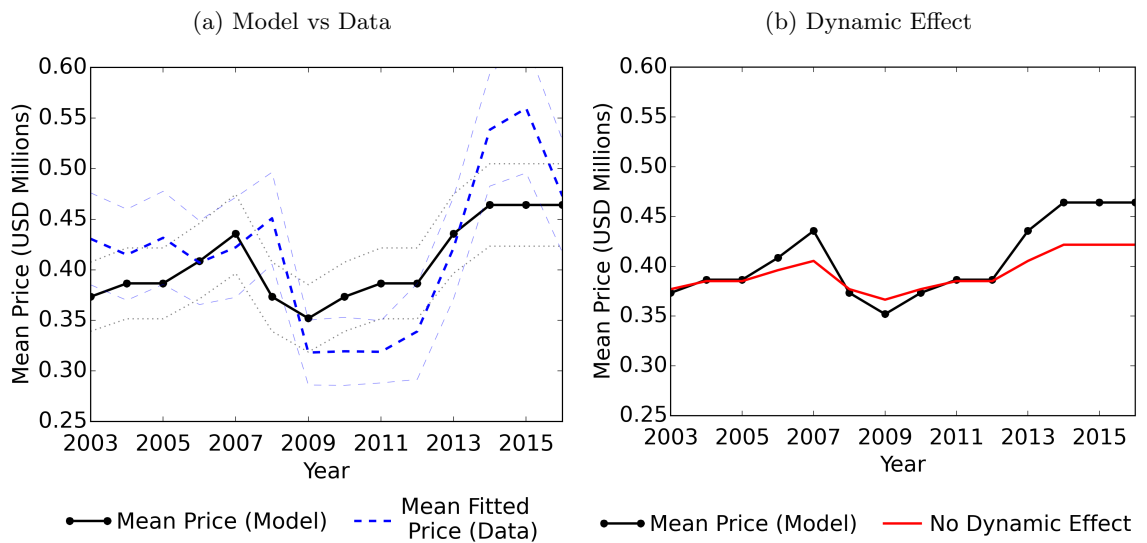 (a) Model vs Data
0.60
0.55
0.50
0.45
0.40
0.35
0.30
0.25
Mean Price (USD Millions)
2003 2005 2007 2009 2011 2013 2015
Year
Mean Price (Model)
Mean Fitted
Price (Data)
(b) Dynamic Effect
0.60
0.55
0.50
0.45
0.40
0.35
0.30
0.25
Mean Price (USD Millions)
2003 2005 2007 2009 2011 2013 2015
Year
Mean Price (Model)
No Dynamic Effect